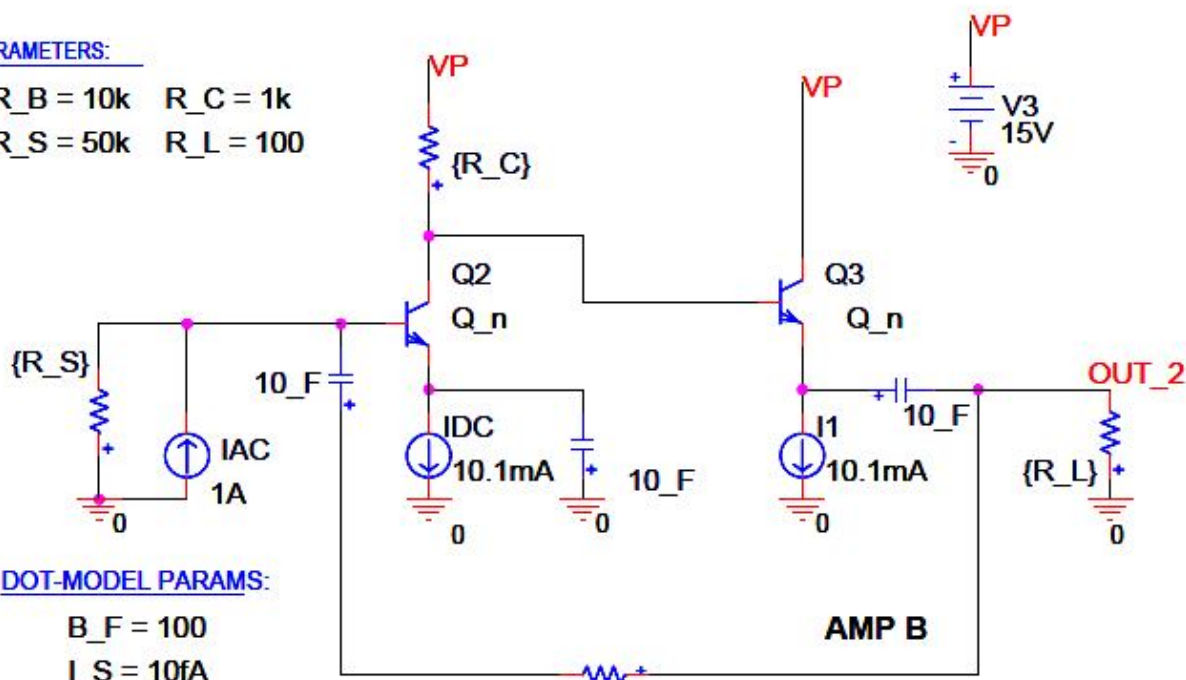 RAMETERS:
R_B = 10k R_C = 1k
R_S = 50k R_L = 100
VP
{R_C}
VP
VP
+
V3
15V
-
0
Q2
Q_n
Q3
Q_n
{R_S}
+
IAC
1A
0
10_F
+
IDC
10.1mA
0
+
10_F
0
I1
10.1mA
0
+
10_F
OUT_2
{R_L}
+
0
DOT-MODEL PARAMS:
B_F = 100
I_S = 10fA
AMP B
+